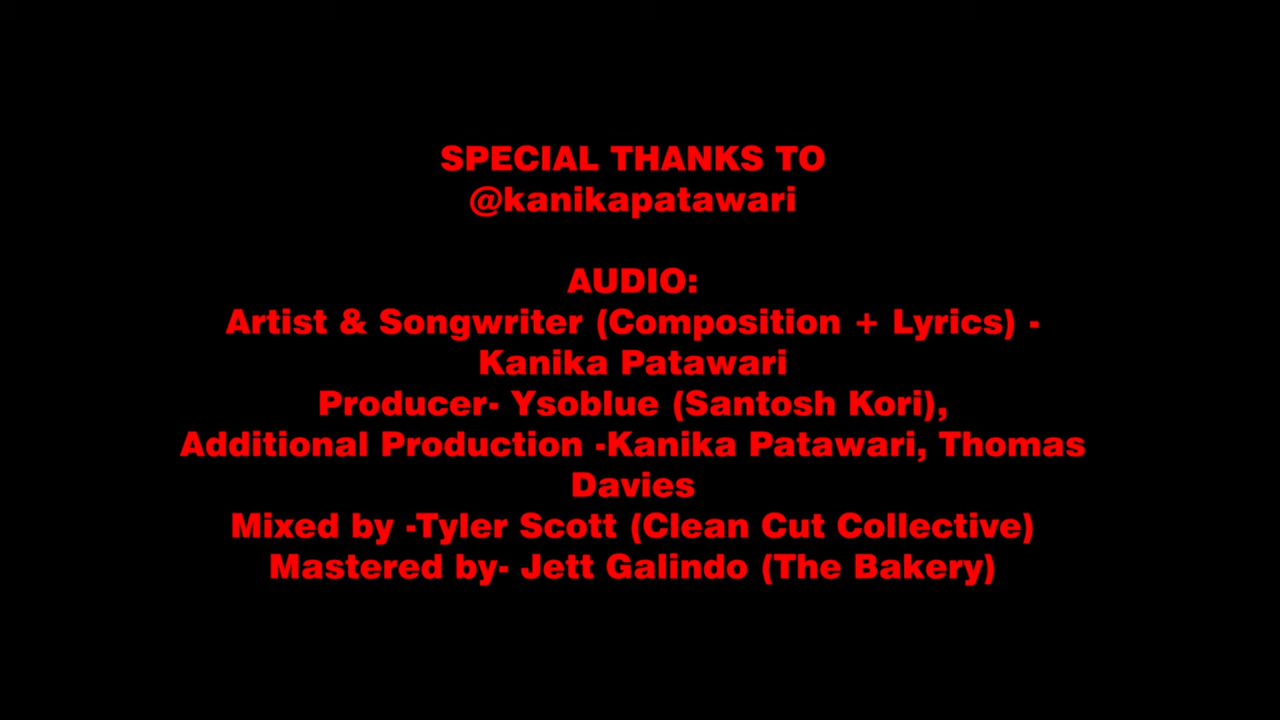 SPECIAL THANKS TO
@kanikapatawari
AUDIO:
Artist & Songwriter (Composition + Lyrics) -
Kanika Patawari
Producer- Ysoblue (Santosh Kori),
Additional Production -Kanika Patawari, Thomas
Davies
Mixed by -Tyler Scott (Clean Cut Collective)
Mastered by- Jett Galindo (The Bakery)